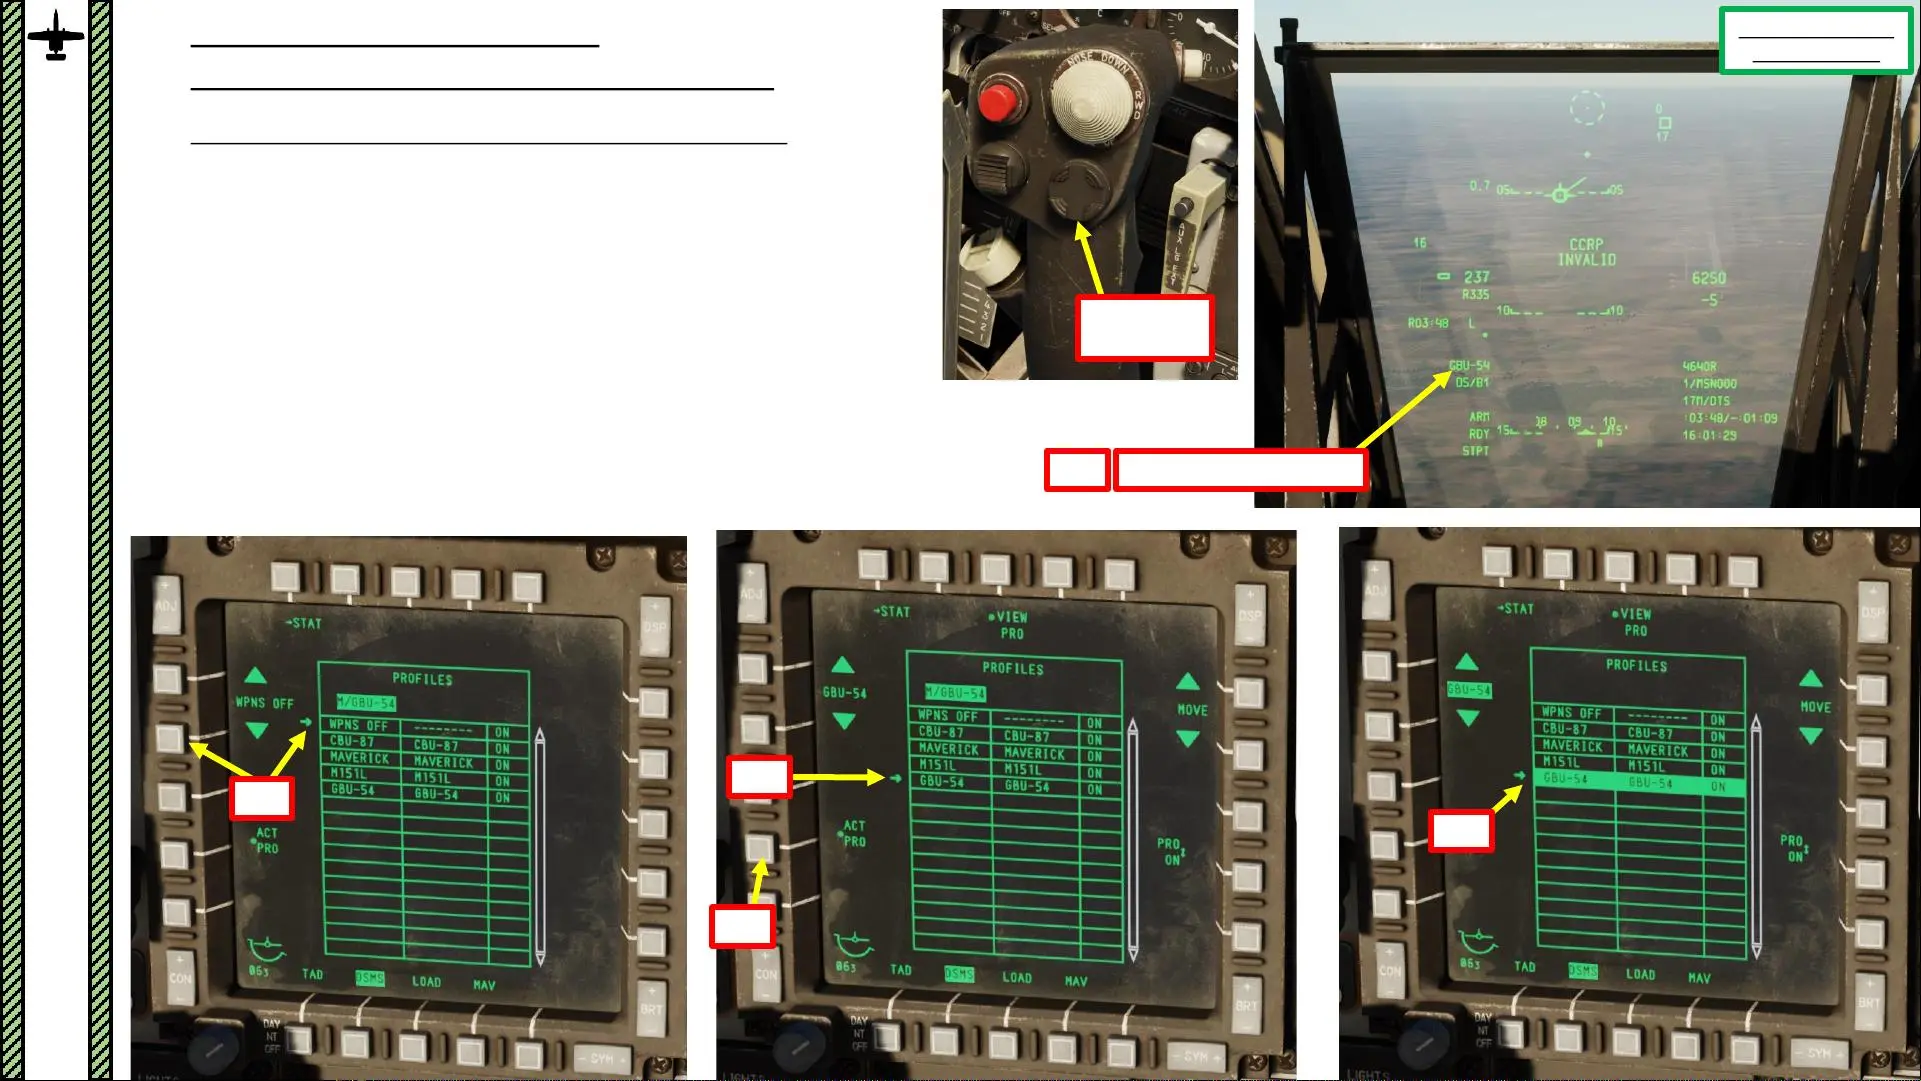 NOSE DOWN
RWD
0
17
0.7
05
05
16
CCRP
INVALID
237
R335
6250
-5
10
10
R03:48 L
GBU-54
DS/B1
ARM
RDY
STPT
15
08 09 10
15
4640R
1/MSN000
17M/DTS
03:48/-:01:09
16:01:29
ADJ
DSP
→STAT
WPNS OFF
PROFILES
M/GBU-54
WPNS OFF -------- ON
CBU-87 CBU-87 ON
MAVERICK MAVERICK ON
M151L M151L ON
GBU-54 GBU-54 ON
ACT
PRO
063
TAD DSMS LOAD MAV
CON
BRT
DAY
NT
OFF
- SYM +
ADJ
DSP
→STAT
VIEW
PRO
GBU-54
PROFILES
M/GBU-54
MOVE
WPNS OFF -------- ON
CBU-87 CBU-87 ON
MAVERICK MAVERICK ON
M151L M151L ON
GBU-54 GBU-54 ON
ACT
PRO
PRO
ON
063
TAD DSMS LOAD MAV
CON
BRT
DAY
NT
OFF
- SYM +
ADJ
DSP
→STAT
VIEW
PRO
GBU-54
PROFILES
MOVE
WPNS OFF -------- ON
CBU-87 CBU-87 ON
MAVERICK MAVERICK ON
M151L M151L ON
GBU-54 GBU-54 ON
PRO
ON
063
TAD DSMS LOAD MAV
CON
BRT
DAY
NT
OFF
- SYM +